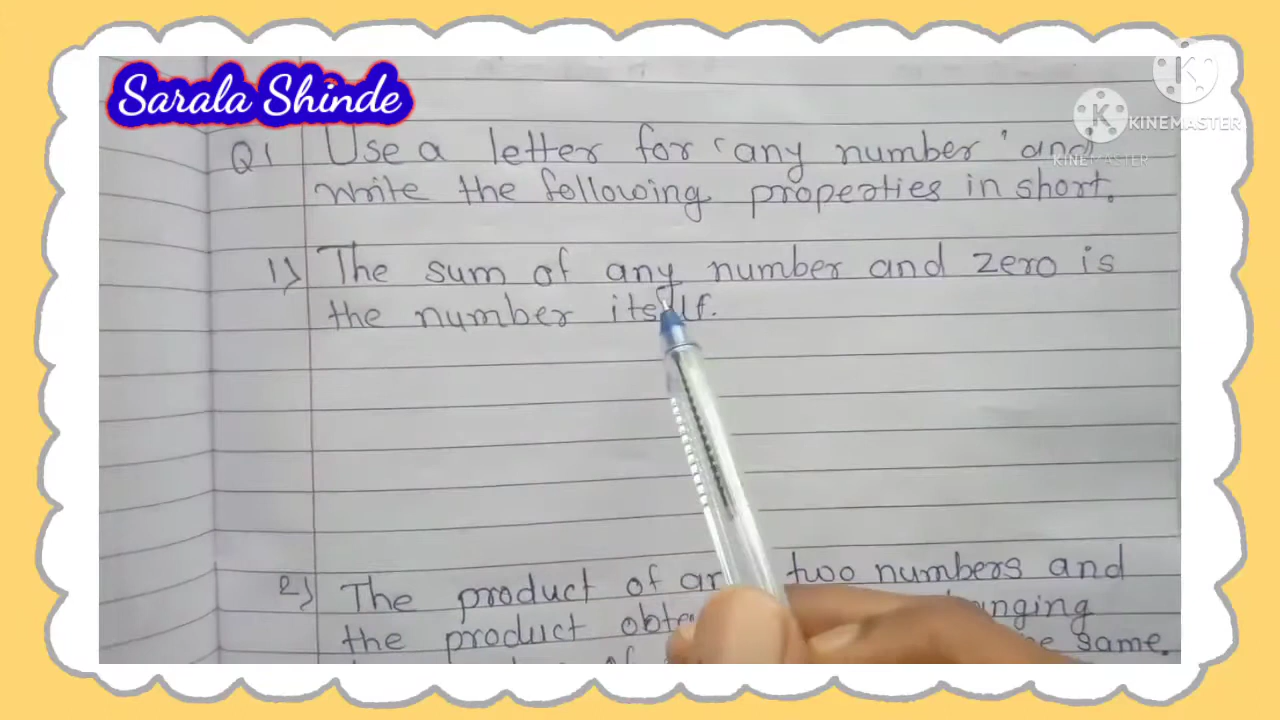 Sarala Shinde
KINEMASTER
KINEMASTER
Q1 Use a letter for 'any number' and
write the following properties in short.
1) The sum of any number and zero is
the number itself.
2) The product of two numbers and
the product
same.